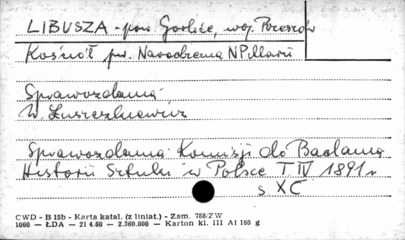 LIBUSZA - pow. Gorlice, woj. Rzeszów
Kościół pw. Narodzenia NPMarii
Sprawozdania,
W. Łuszczkiewicz
Sprawozdania Komisji do Badania
Historii Sztuki w Polsce T IV 1891 r
s XC
CWD - B 15b - Karta katal. (z liniat.) - Zam. 788/Z W
1060 — ŁDA — 21 4.60 — 2.360.000 — Karton kl. III A1 160 g